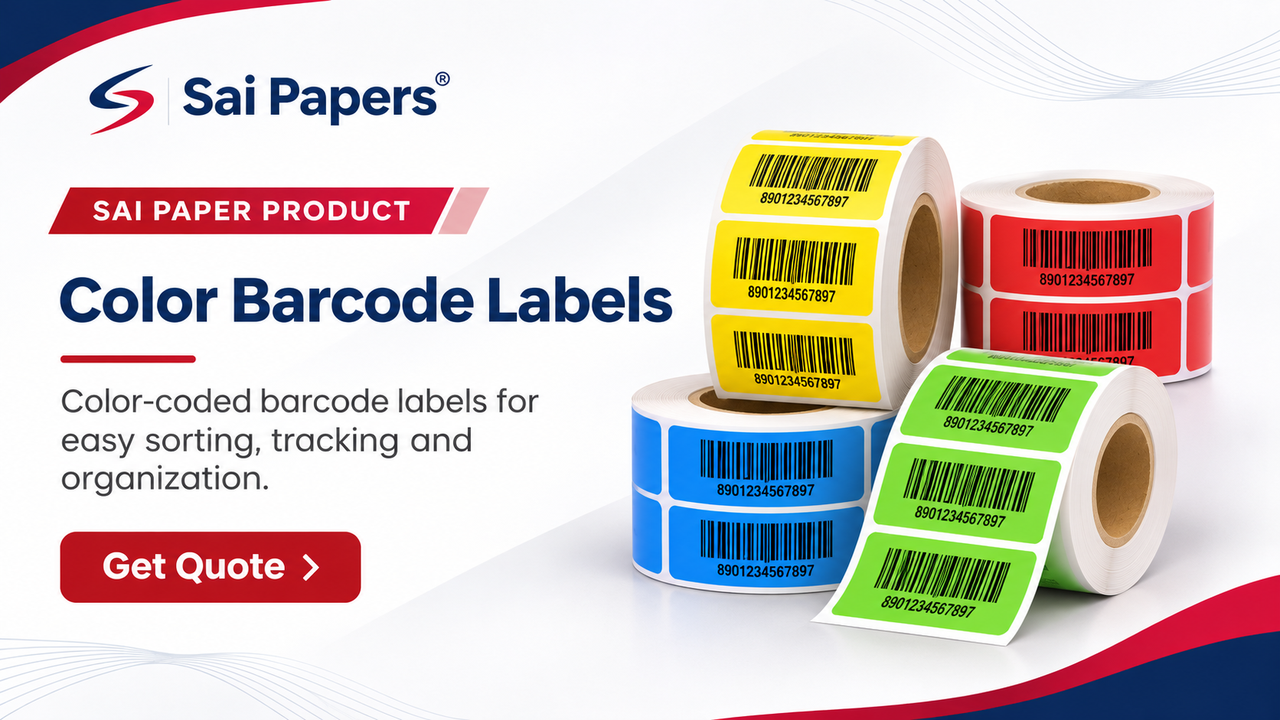 Sai Papers®
SAI PAPER PRODUCT
Color Barcode Labels
Color-coded barcode labels for
easy sorting, tracking and
organization.
Get Quote
8901234567897
8901234567897
8901234567897
8901234567897
8901234567897
8901234567897
8901234567897
8901234567897
8901234567897
8901234567897